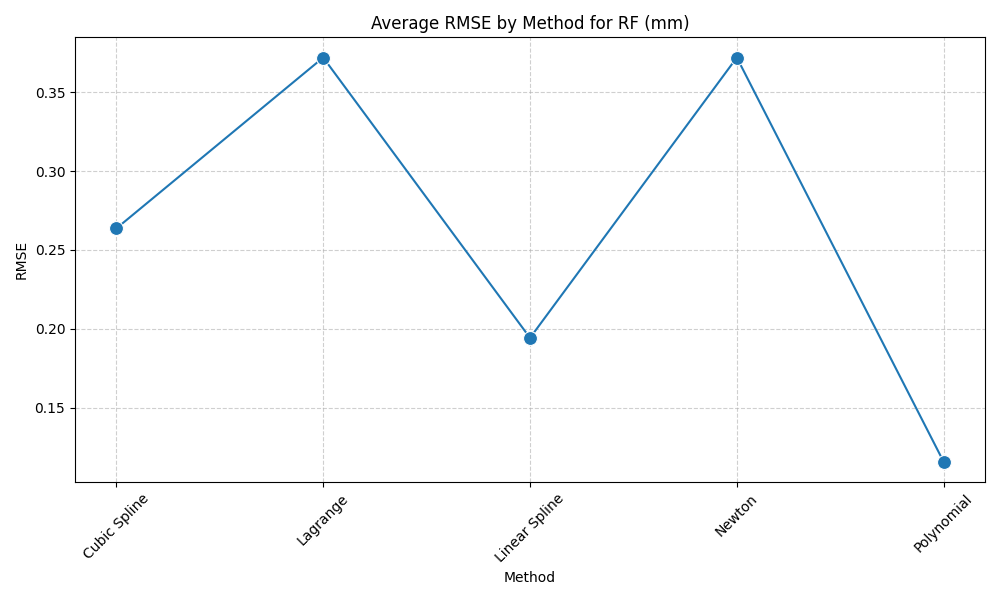 Average RMSE by Method for RF (mm)
RMSE
0.35
0.30
0.25
0.20
0.15
Cubic Spline
Lagrange
Linear Spline
Newton
Polynomial
Method